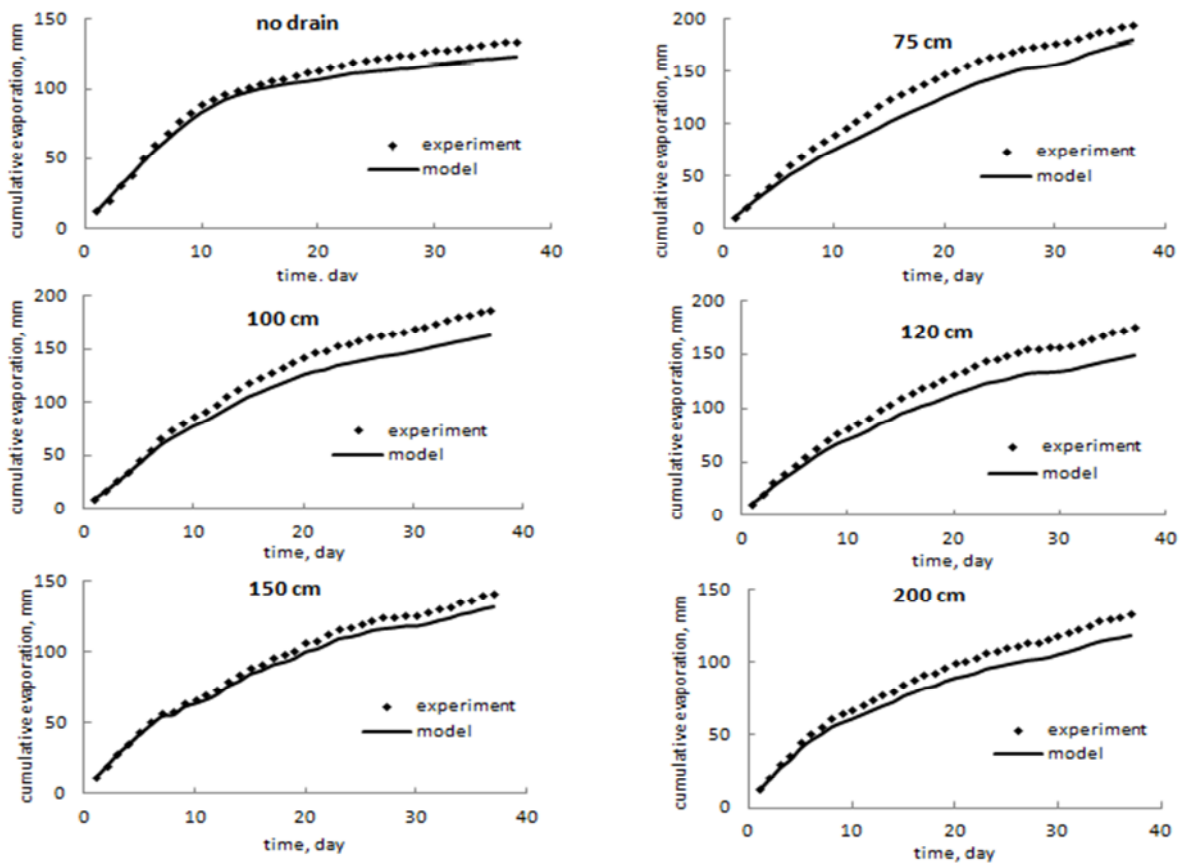 no drain
cumulative evaporation, mm
150
100
50
0
experiment
model
0 10 20 30 40
time. day
75 cm
cumulative evaporation, mm
200
150
100
50
0
experiment
model
0 10 20 30 40
time, day
100 cm
cumulative evaporation, mm
200
150
100
50
0
experiment
model
0 10 20 30 40
time, day
120 cm
cumulative evaporation, mm
200
150
100
50
0
experiment
model
0 10 20 30 40
time, day
150 cm
cumulative evaporation, mm
150
100
50
0
experiment
model
0 10 20 30 40
time, day
200 cm
cumulative evaporation, mm
150
100
50
0
experiment
model
0 10 20 30 40
time, day